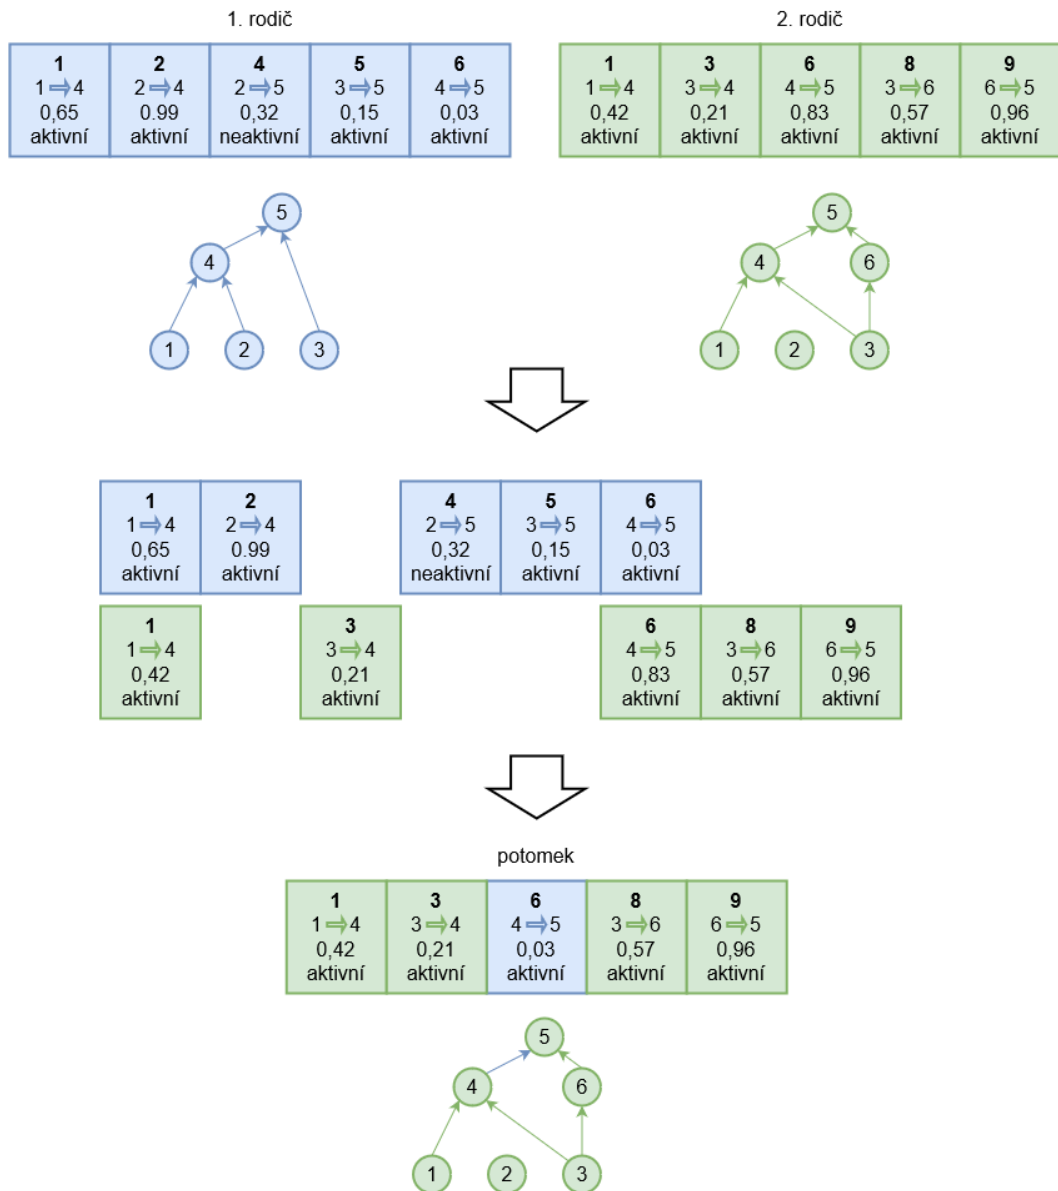 1. rodič
2. rodič
1 2 4 5 6
1 4 2 4 2 5 3 5 4 5
0,65 0.99 0,32 0,15 0,03
aktivní aktivní neaktivní aktivní aktivní
1 3 6 8 9
1 4 3 4 4 5 3 6 6 5
0,42 0,21 0,83 0,57 0,96
aktivní aktivní aktivní aktivní aktivní
5
4
1 2 3
5
4 6
1 2 3
1 2 4 5 6
1 4 2 4 2 5 3 5 4 5
0,65 0.99 0,32 0,15 0,03
aktivní aktivní neaktivní aktivní aktivní
1 3 6 8 9
1 4 3 4 4 5 3 6 6 5
0,42 0,21 0,83 0,57 0,96
aktivní aktivní aktivní aktivní aktivní
potomek
1 3 6 8 9
1 4 3 4 4 5 3 6 6 5
0,42 0,21 0,03 0,57 0,96
aktivní aktivní aktivní aktivní aktivní
5
4 6
1 2 3